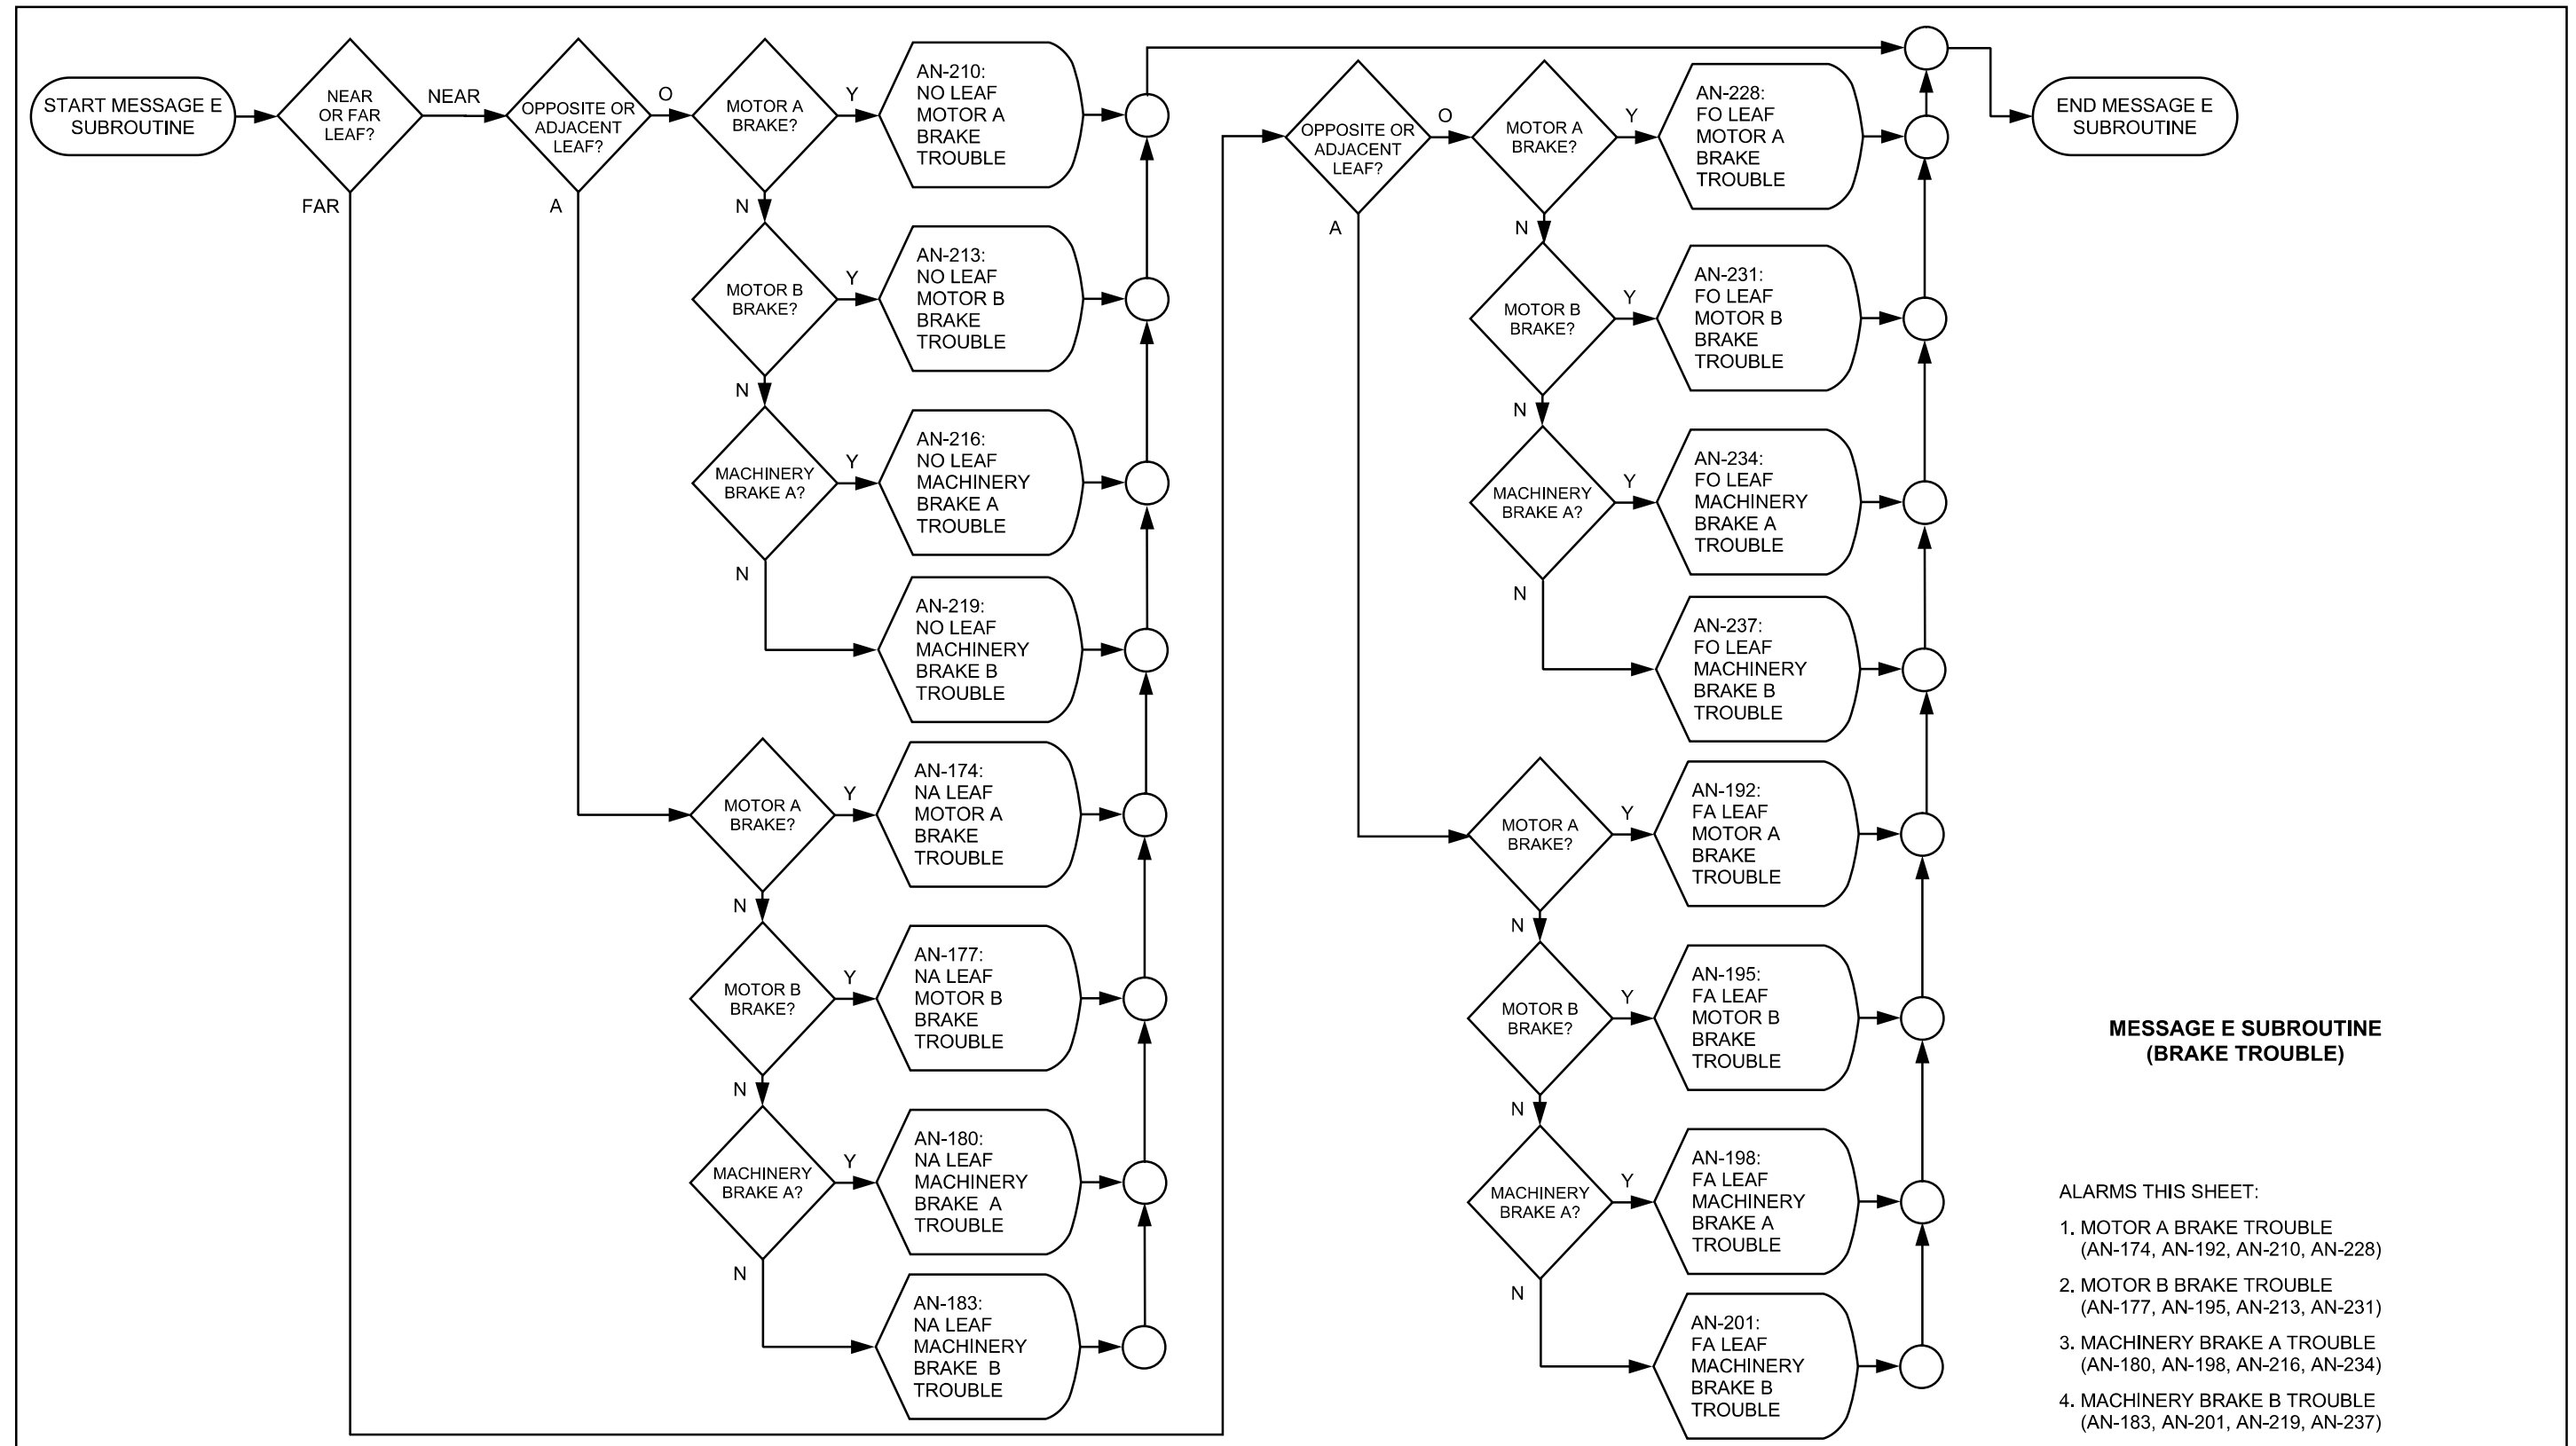 START MESSAGE E
SUBROUTINE
NEAR
OR FAR
LEAF?
NEAR
FAR
OPPOSITE OR
ADJACENT
LEAF?
O
A
MOTOR A
BRAKE?
Y
N
AN-210:
NO LEAF
MOTOR A
BRAKE
TROUBLE
MOTOR B
BRAKE?
Y
N
AN-213:
NO LEAF
MOTOR B
BRAKE
TROUBLE
MACHINERY
BRAKE A?
Y
N
AN-216:
NO LEAF
MACHINERY
BRAKE A
TROUBLE
AN-219:
NO LEAF
MACHINERY
BRAKE B
TROUBLE
MOTOR A
BRAKE?
Y
N
AN-174:
NA LEAF
MOTOR A
BRAKE
TROUBLE
MOTOR B
BRAKE?
Y
N
AN-177:
NA LEAF
MOTOR B
BRAKE
TROUBLE
MACHINERY
BRAKE A?
Y
N
AN-180:
NA LEAF
MACHINERY
BRAKE A
TROUBLE
AN-183:
NA LEAF
MACHINERY
BRAKE B
TROUBLE
OPPOSITE OR
ADJACENT
LEAF?
O
A
MOTOR A
BRAKE?
Y
N
AN-228:
FO LEAF
MOTOR A
BRAKE
TROUBLE
MOTOR B
BRAKE?
Y
N
AN-231:
FO LEAF
MOTOR B
BRAKE
TROUBLE
MACHINERY
BRAKE A?
Y
N
AN-234:
FO LEAF
MACHINERY
BRAKE A
TROUBLE
AN-237:
FO LEAF
MACHINERY
BRAKE B
TROUBLE
MOTOR A
BRAKE?
Y
N
AN-192:
FA LEAF
MOTOR A
BRAKE
TROUBLE
MOTOR B
BRAKE?
Y
N
AN-195:
FA LEAF
MOTOR B
BRAKE
TROUBLE
MACHINERY
BRAKE A?
Y
N
AN-198:
FA LEAF
MACHINERY
BRAKE A
TROUBLE
AN-201:
FA LEAF
MACHINERY
BRAKE B
TROUBLE
END MESSAGE E
SUBROUTINE
MESSAGE E SUBROUTINE
(BRAKE TROUBLE)
ALARMS THIS SHEET:
1. MOTOR A BRAKE TROUBLE
(AN-174, AN-192, AN-210, AN-228)
2. MOTOR B BRAKE TROUBLE
(AN-177, AN-195, AN-213, AN-231)
3. MACHINERY BRAKE A TROUBLE
(AN-180, AN-198, AN-216, AN-234)
4. MACHINERY BRAKE B TROUBLE
(AN-183, AN-201, AN-219, AN-237)